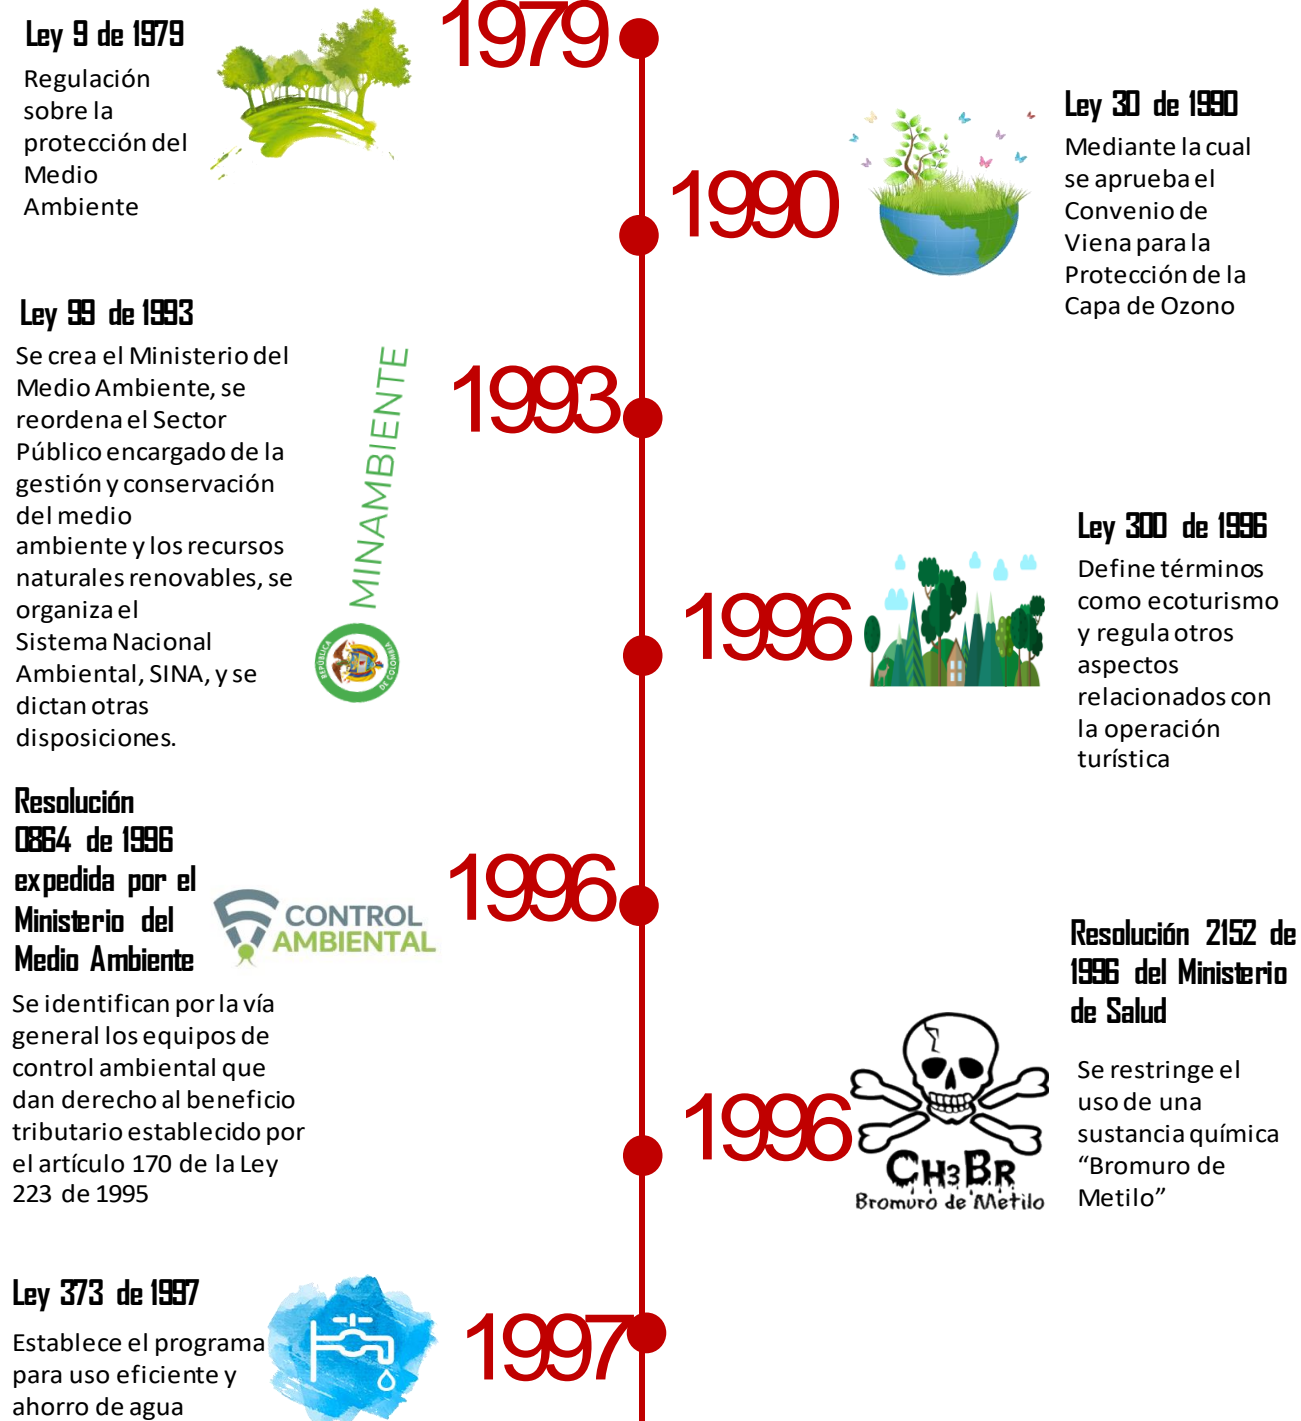 Ley 9 de 1979
Regulación
sobre la
protección del
Medio
Ambiente
1979
1990
Ley 30 de 1990
Mediante la cual
se aprueba el
Convenio de
Viena para la
Protección de la
Capa de Ozono
Ley 99 de 1993
Se crea el Ministerio del
Medio Ambiente, se
reordena el Sector
Público encargado de la
gestión y conservación
del medio
ambiente y los recursos
naturales renovables, se
organiza el
Sistema Nacional
Ambiental, SINA, y se
dictan otras
disposiciones.
MINAMBIENTE
REPÚBLICA
DE COLOMBIA
1993
1996
Ley 300 de 1996
Define términos
como ecoturismo
y regula otros
aspectos
relacionados con
la operación
turística
Resolución
0864 de 1996
expedida por el
Ministerio del
Medio Ambiente
Se identifican por la vía
general los equipos de
control ambiental que
dan derecho al beneficio
tributario establecido por
el artículo 170 de la Ley
223 de 1995
CONTROL
AMBIENTAL
1996
1996
CH3Br
Bromuro de Metilo
Resolución 2152 de
1996 del Ministerio
de Salud
Se restringe el
uso de una
sustancia química
“Bromuro de
Metilo”
Ley 373 de 1997
Establece el programa
para uso eficiente y
ahorro de agua
1997